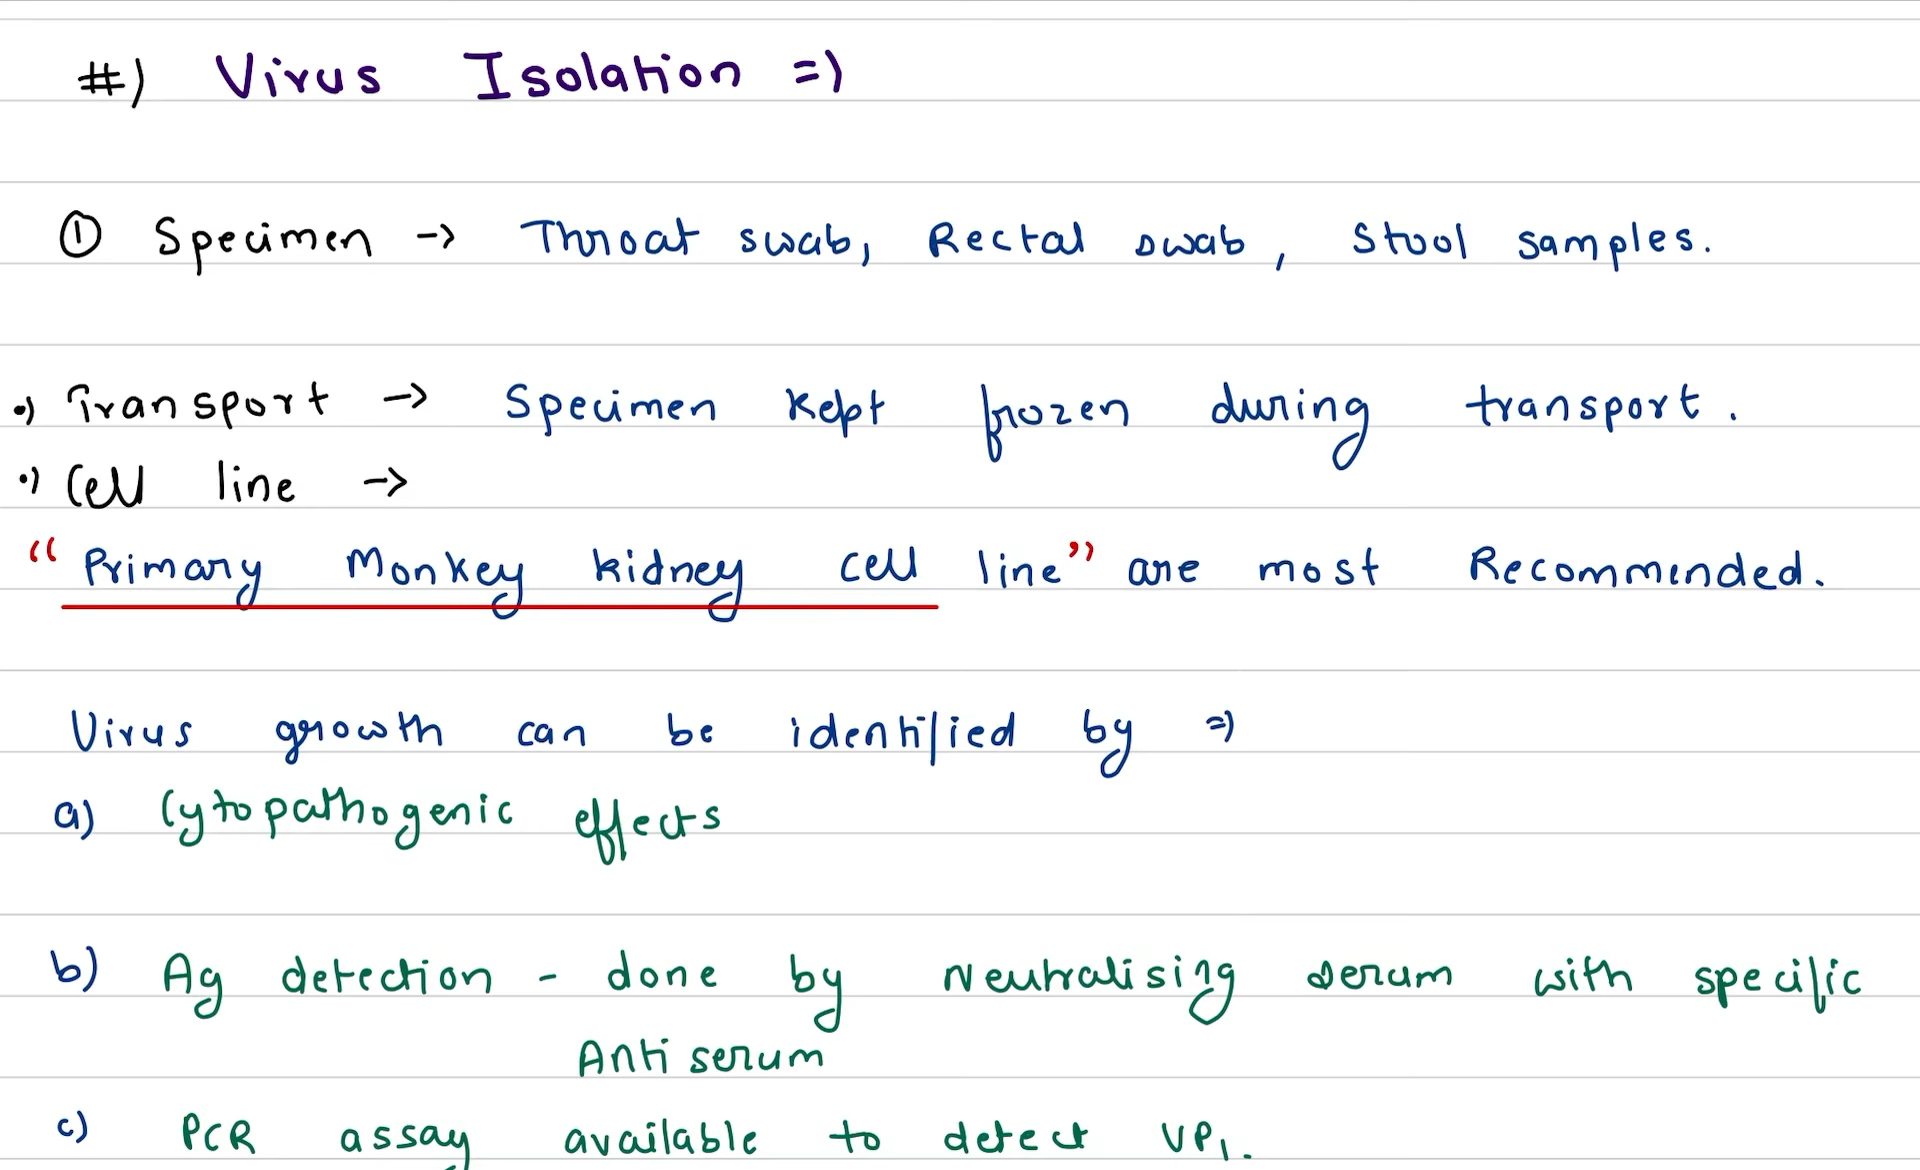 #) Virus Isolation =)
① Specimen -> Throat swab, Rectal swab, Stool samples.
•) Transport -> Specimen kept frozen during transport.
•) Cell line ->
“Primary Monkey kidney cell line” are most Recommended.
Virus growth can be identified by =)
a) Cytopathogenic effects
b) Ag detection - done by Neutralising serum with specific
Anti serum
c) PCR assay available to detect VP1.